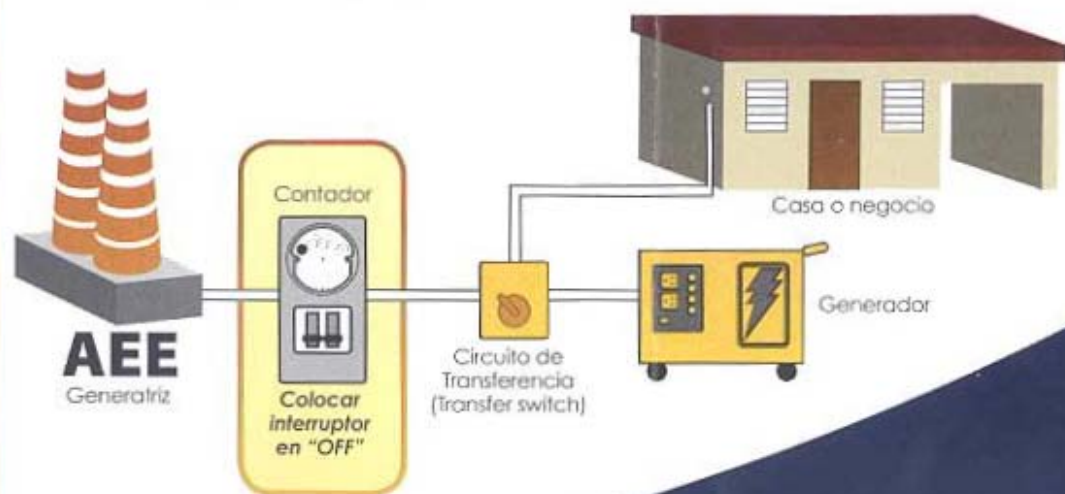 Contador
Casa o negocio
Generador
AEE
Generatriz
Colocar
interruptor
en "OFF"
Circuito de
Transferencia
(Transfer switch)